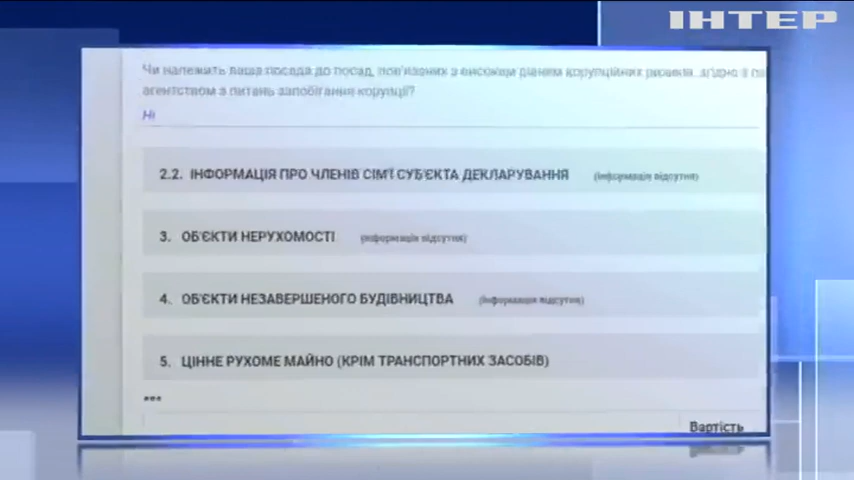 ІНТЕР
Чи належить ваша посада до посад, пов'язаних з високим рівнем корупційних ризиків, згідно з
агентством з питань запобігання корупції?
Ні
2.2. ІНФОРМАЦІЯ ПРО ЧЛЕНІВ СІМ'Ї СУБ'ЄКТА ДЕКЛАРУВАННЯ (Інформація відсутня)
3. ОБ'ЄКТИ НЕРУХОМОСТІ (Інформація відсутня)
4. ОБ'ЄКТИ НЕЗАВЕРШЕНОГО БУДІВНИЦТВА (Інформація відсутня)
5. ЦІННЕ РУХОМЕ МАЙНО (КРІМ ТРАНСПОРТНИХ ЗАСОБІВ)
Вартість